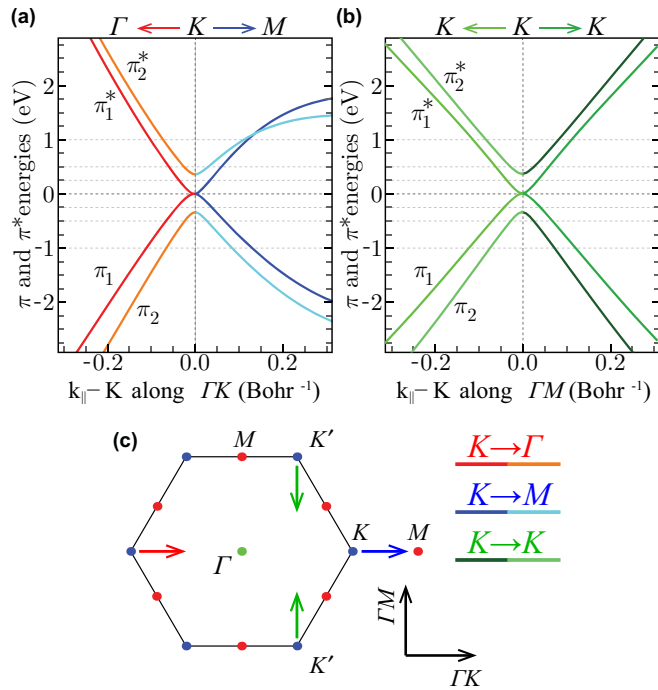 (a)
Γ ← K → M
π and π* energies (eV)
2
1
0
-1
-2
π₂*
π₁*
π₁
π₂
-0.2
0.0
0.2
k∥− K along ΓK (Bohr ⁻¹)
(b)
K ← K → K
π and π* energies (eV)
2
1
0
-1
-2
π₂*
π₁*
π₁
π₂
-0.2
0.0
0.2
k∥− K along ΓM (Bohr ⁻¹)
(c)
M
K′
K
M
Γ
K′
K→Γ
K→M
K→K
ΓM
ΓK